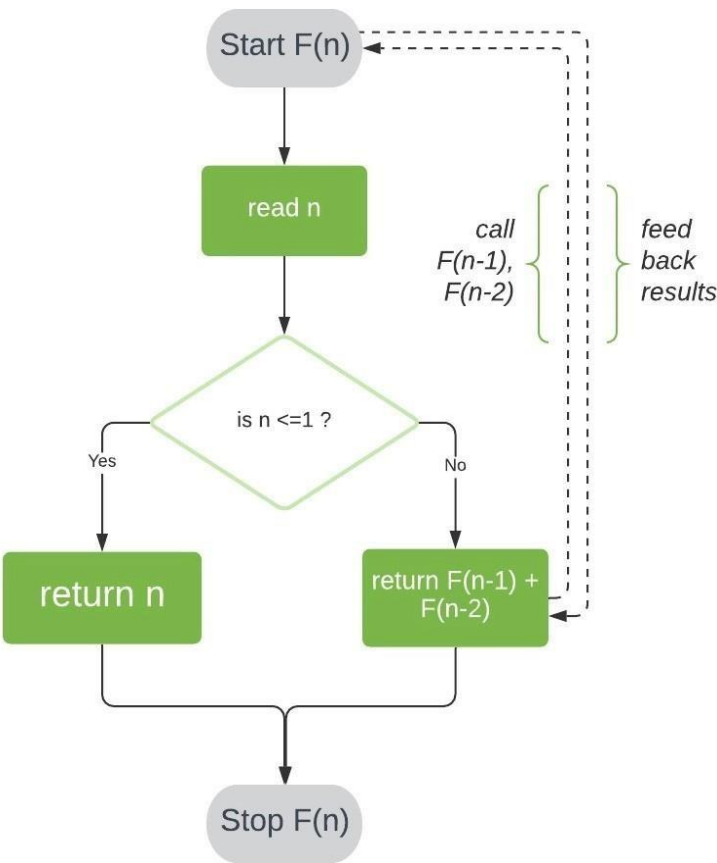 Start F(n)
read n
call
F(n-1),
F(n-2)
feed
back
results
is n <=1 ?
Yes
No
return n
return F(n-1) +
F(n-2)
Stop F(n)